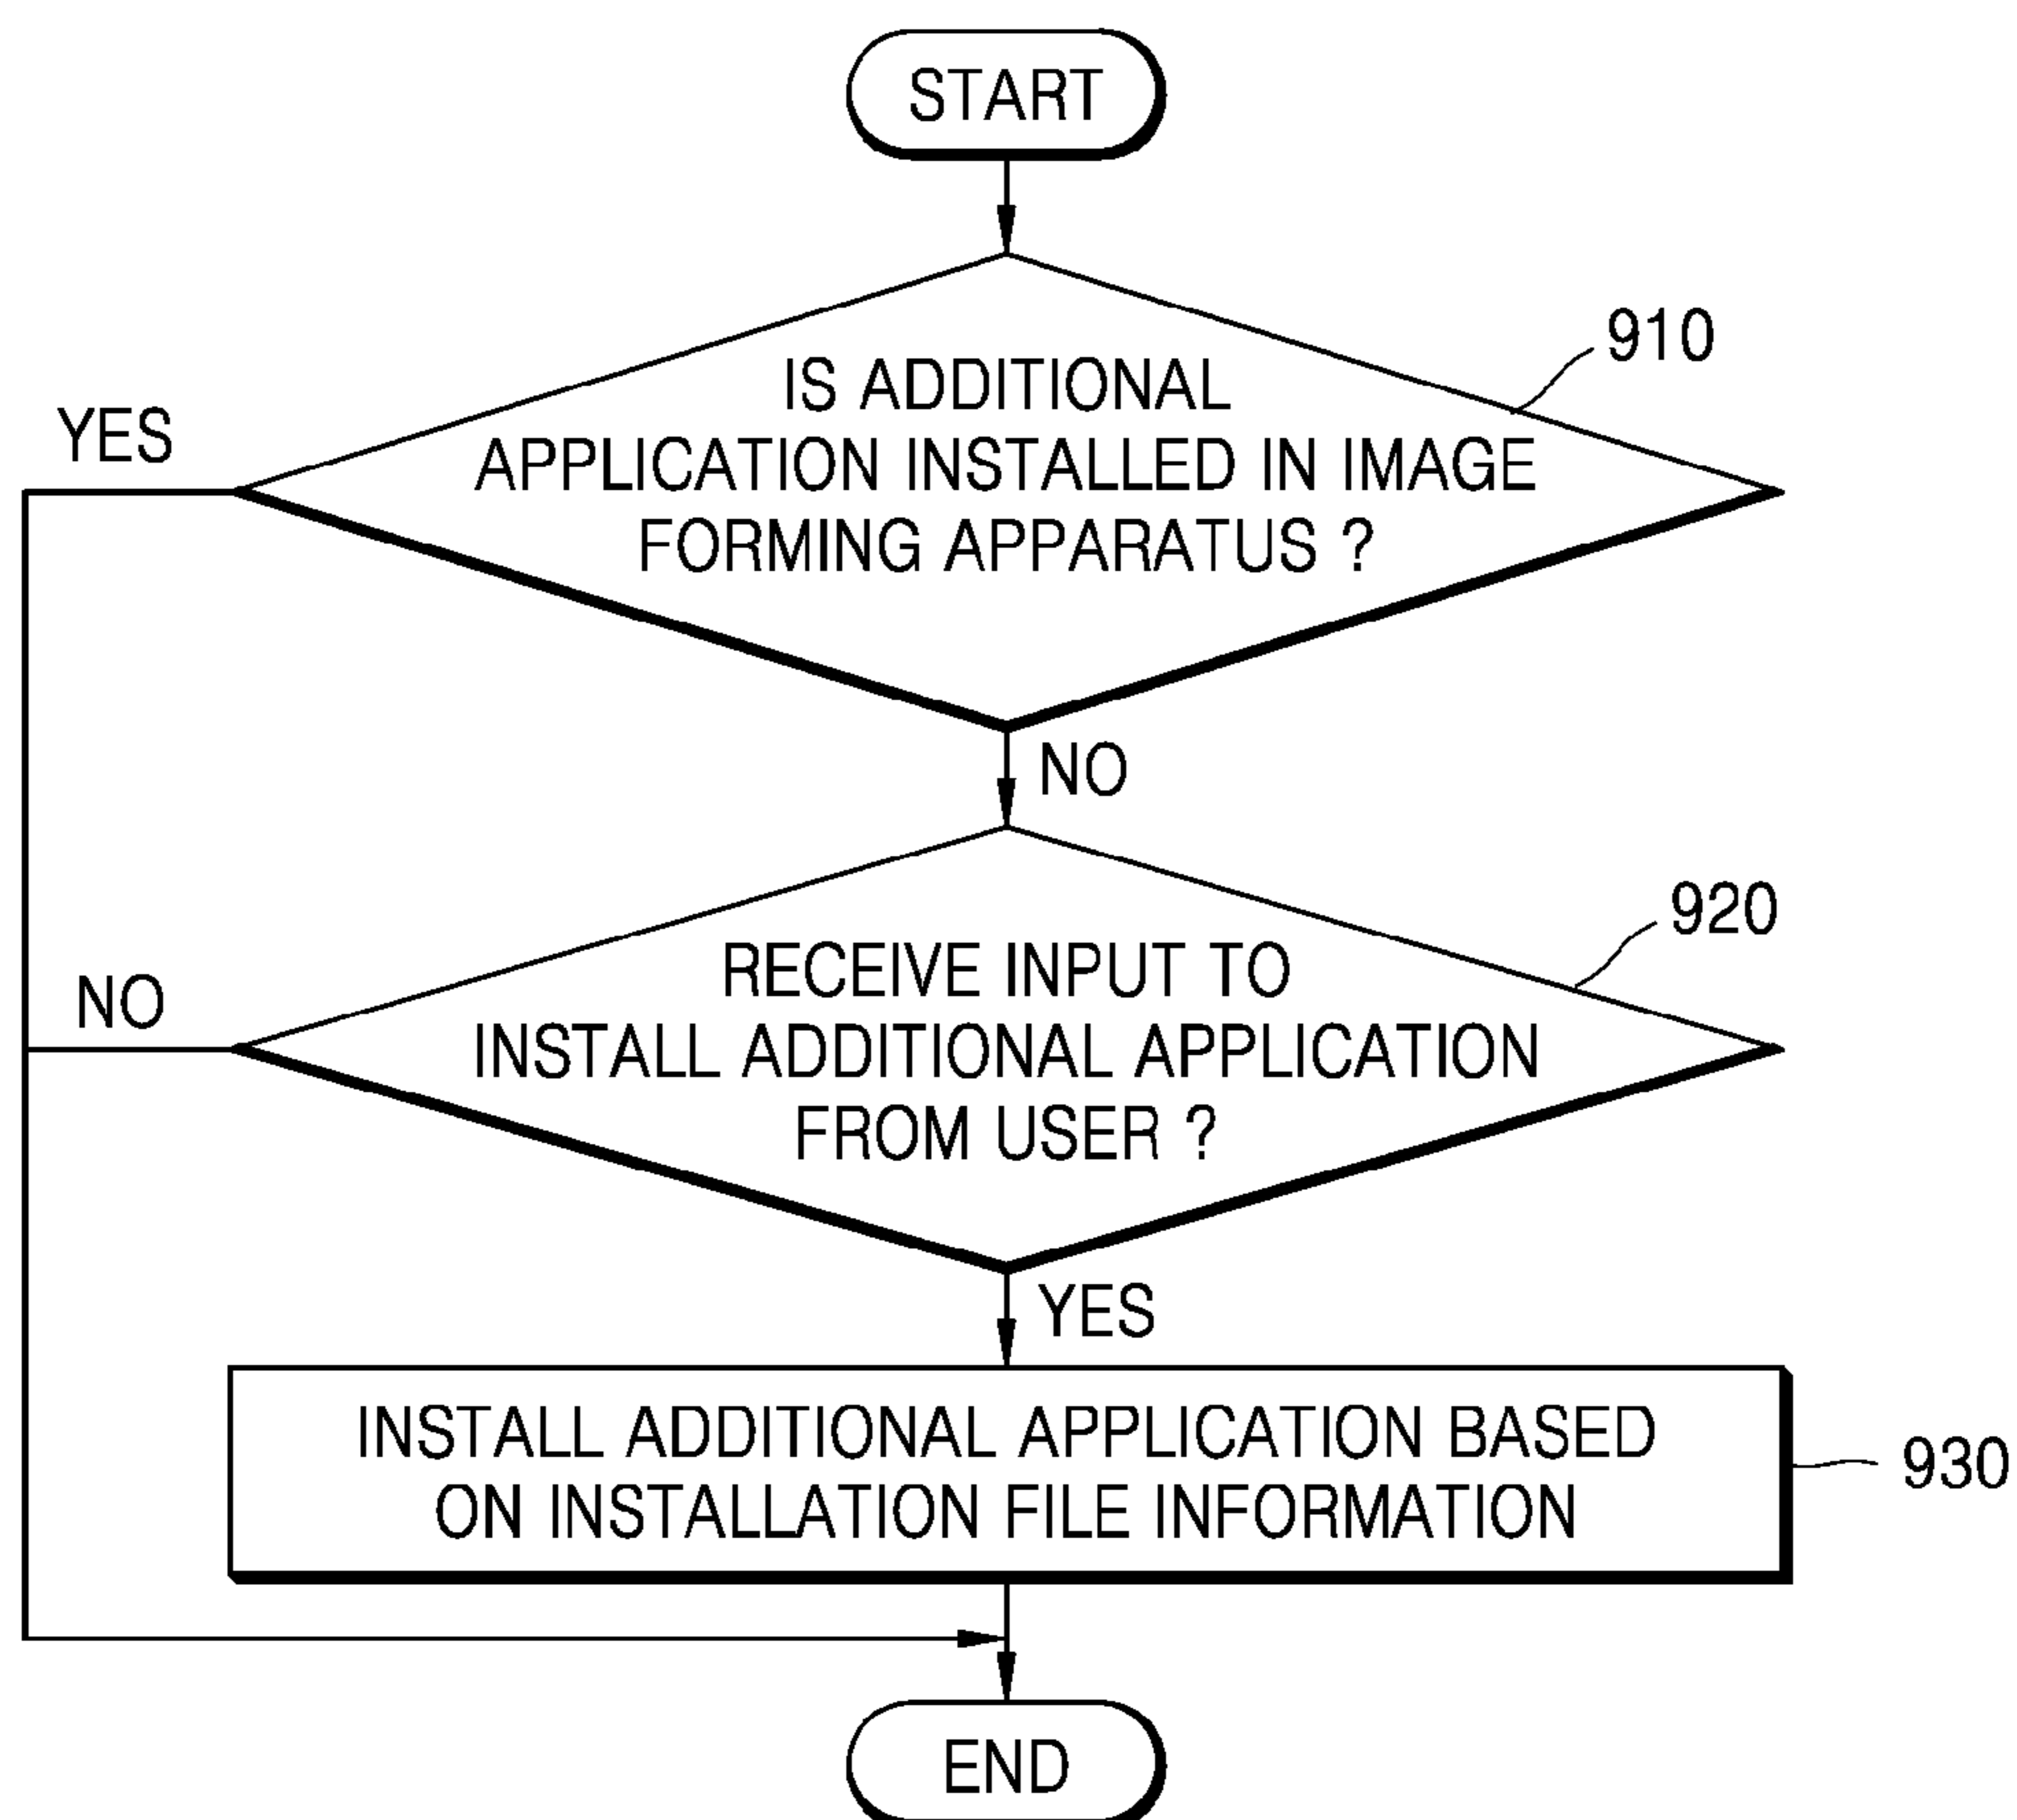 START
910
IS ADDITIONAL
APPLICATION INSTALLED IN IMAGE
FORMING APPARATUS ?
YES
NO
920
RECEIVE INPUT TO
INSTALL ADDITIONAL APPLICATION
FROM USER ?
NO
YES
INSTALL ADDITIONAL APPLICATION BASED
ON INSTALLATION FILE INFORMATION
930
END